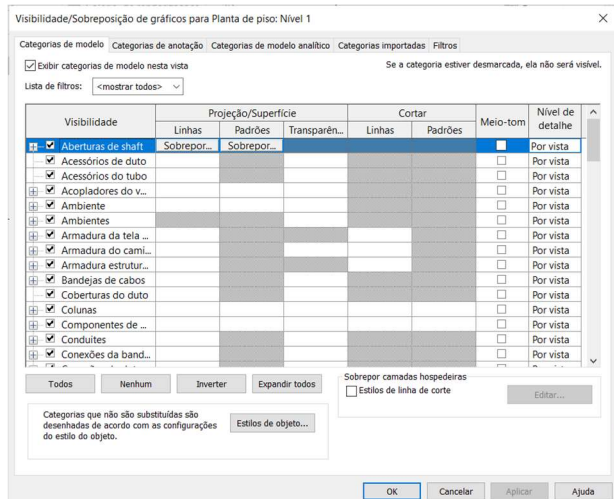 Visibilidade/Sobreposição de gráficos para Planta de piso: Nível 1
Categorias de modelo Categorias de anotação Categorias de modelo analítico Categorias importadas Filtros
Exibir categorias de modelo nesta vista Se a categoria estiver desmarcada, ela não será visível.
Lista de filtros: <mostrar todos>
Visibilidade Projeção/Superfície Cortar Meio-tom Nível de detalhe
Linhas Padrões Transparên... Linhas Padrões
Aberturas de shaft Sobrepor... Sobrepor... Por vista
Acessórios de duto Por vista
Acessórios do tubo Por vista
Acopladores do v... Por vista
Ambiente Por vista
Ambientes Por vista
Armadura da tela ... Por vista
Armadura do cami... Por vista
Armadura estrutur... Por vista
Bandejas de cabos Por vista
Coberturas do duto Por vista
Colunas Por vista
Componentes de ... Por vista
Conduites Por vista
Conexões da band... Por vista
Todos Nenhum Inverter Expandir todos
Sobrepor camadas hospedeiras
Estilos de linha de corte
Editar...
Categorias que não são substituídas são
desenhadas de acordo com as configurações
do estilo do objeto.
Estilos de objeto...
OK Cancelar Aplicar Ajuda